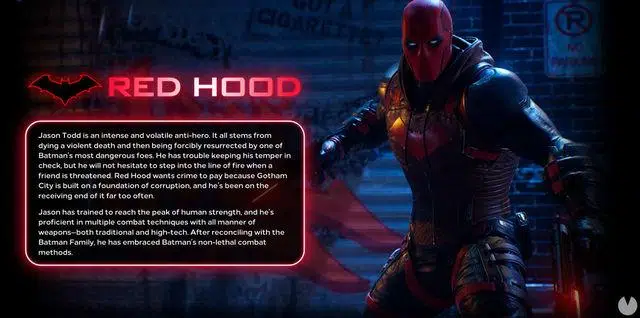 GOT A
CIGARETTE?
RED HOOD
NO
PARKING
Jason Todd is an intense and volatile anti-hero. It all stems from
dying a violent death and then being forcibly resurrected by one of
Batman's most dangerous foes. He has trouble keeping his temper in
check, but he will not hesitate to step into the line of fire when a
friend is threatened. Red Hood wants crime to pay because Gotham
City is built on a foundation of corruption, and he's been on the
receiving end of it far too often.
Jason has trained to reach the peak of human strength, and he's
proficient in multiple combat techniques with all manner of
weapons—both traditional and high-tech. After reconciling with the
Batman Family, he has embraced Batman's non-lethal combat
methods.